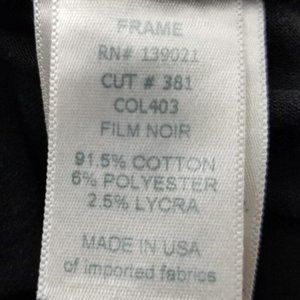 FRAME
RN# 139021
CUT # 381
COL403
FILM NOIR
91.5% COTTON
6% POLYESTER
2.5% LYCRA
MADE IN USA
of imported fabrics